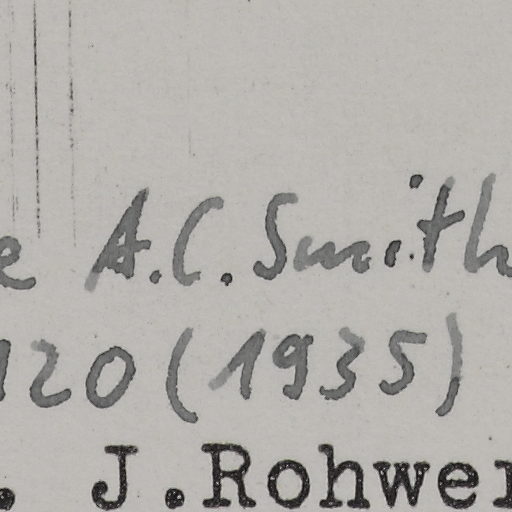 e A.C. Smith
120 (1935)
. J.Rohwer